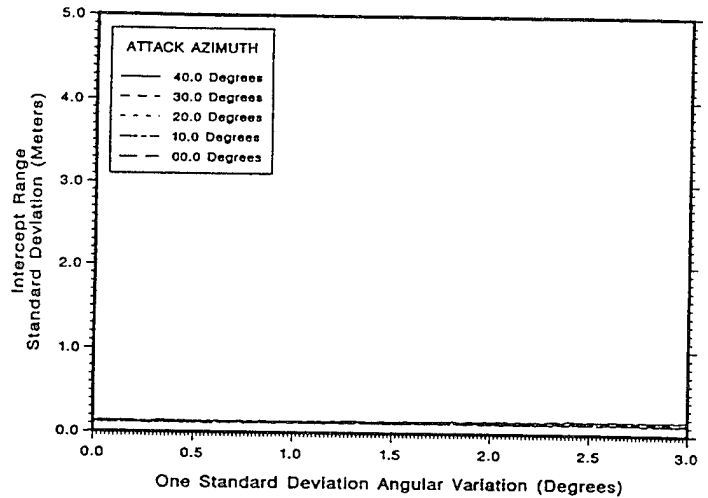 5.0
4.0
3.0
2.0
1.0
0.0
Intercept Range
Standard Deviation (Meters)
ATTACK AZIMUTH
40.0 Degrees
30.0 Degrees
20.0 Degrees
10.0 Degrees
00.0 Degrees
0.0 0.5 1.0 1.5 2.0 2.5 3.0
One Standard Deviation Angular Variation (Degrees)